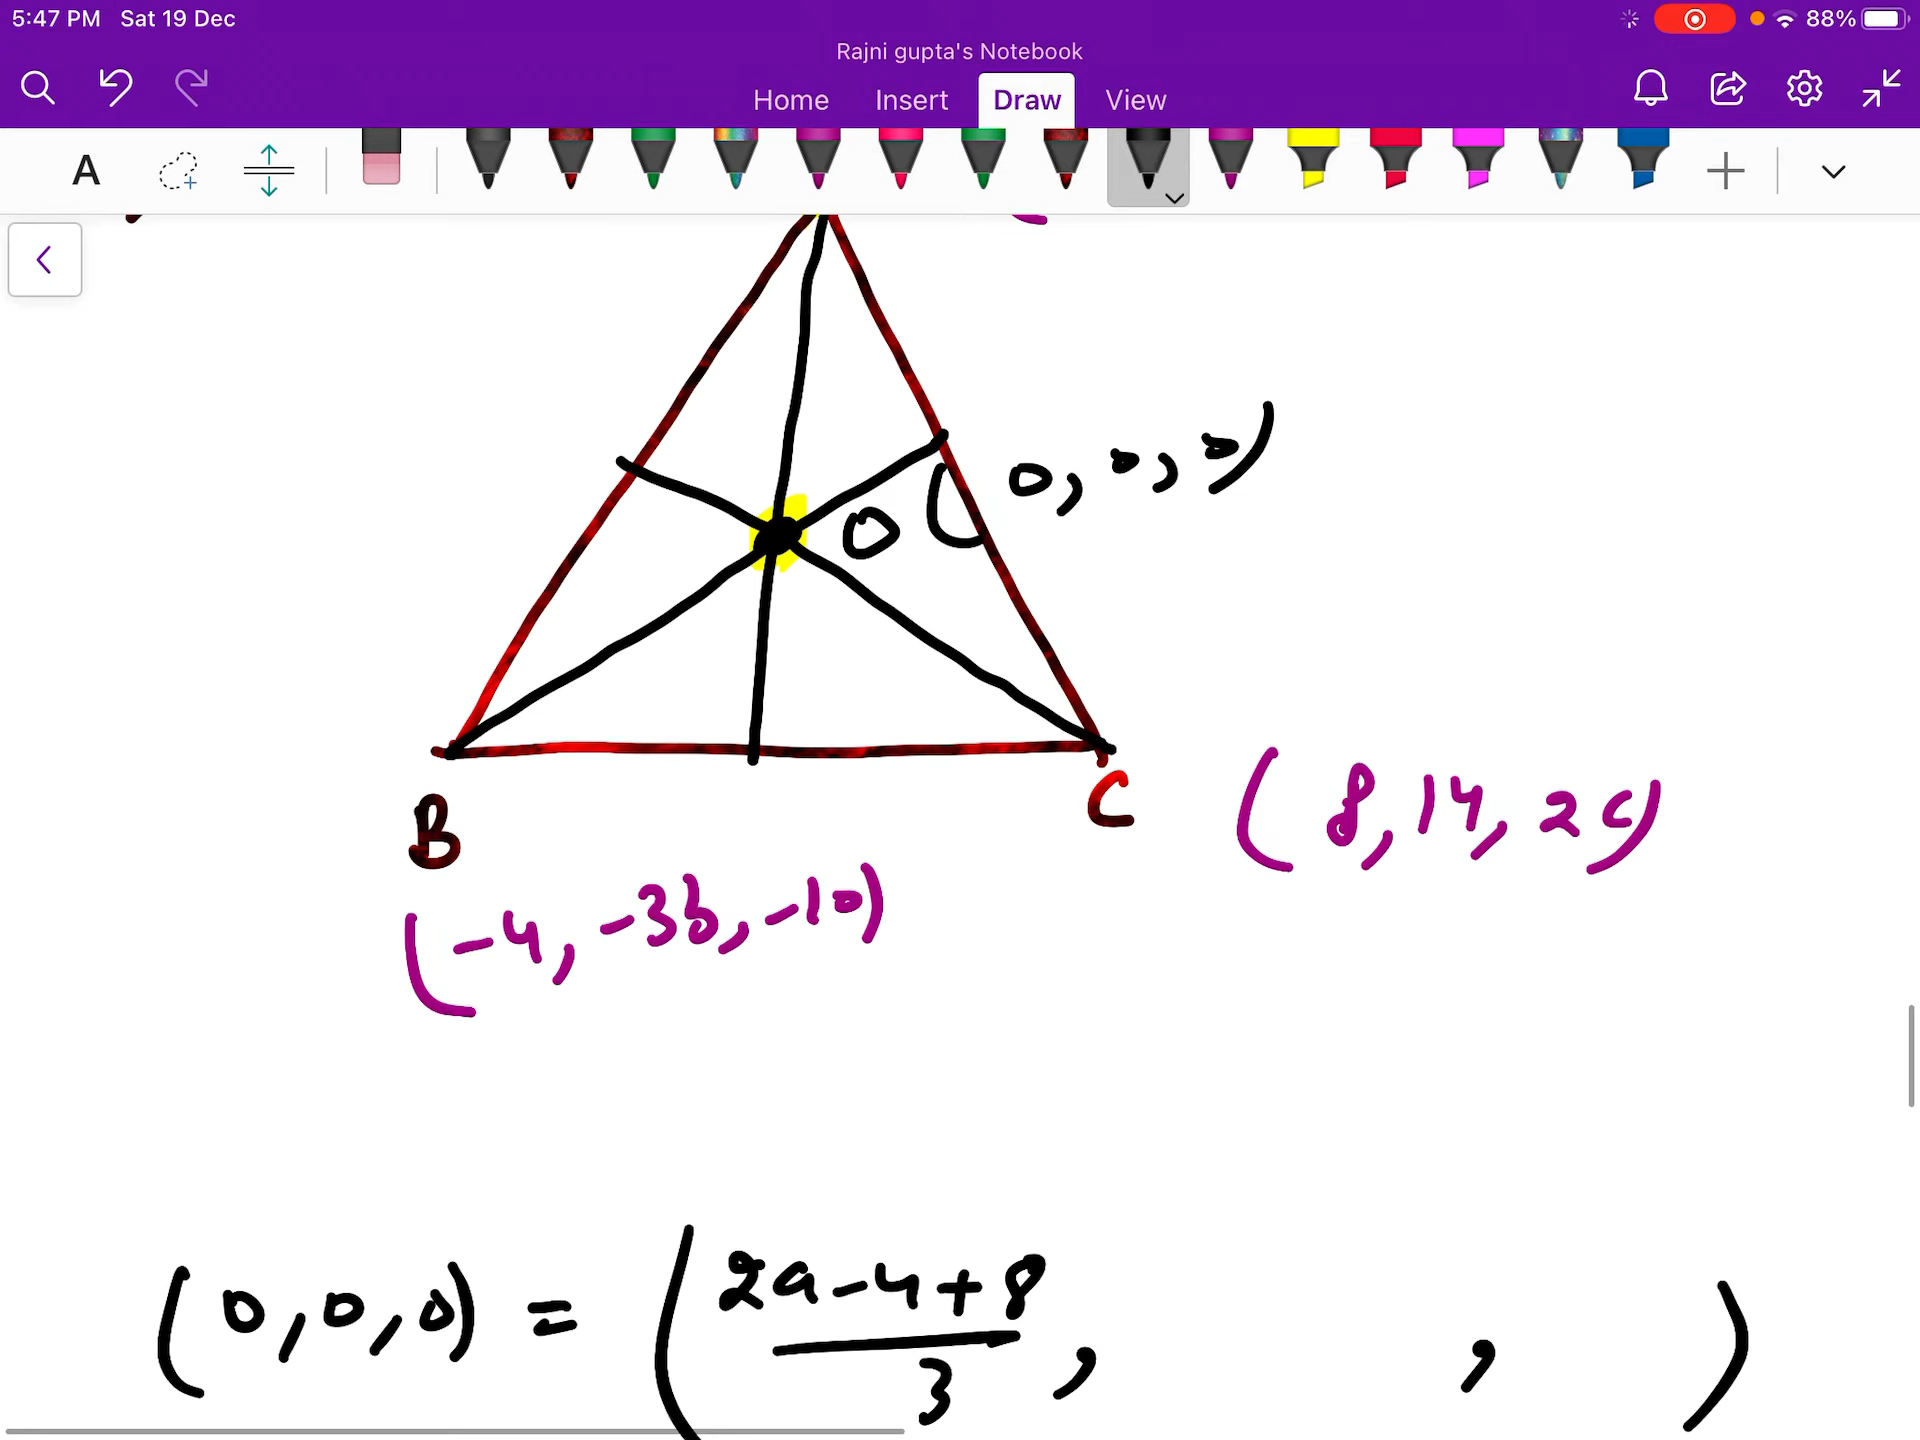 5:47 PM Sat 19 Dec
88%
Rajni gupta's Notebook
Home Insert Draw View
A
O (0, 0, 0)
B
C
(8, 14, 2c)
(-4, -3b, -10)
(0, 0, 0) = (2a-4+8
3 , , )